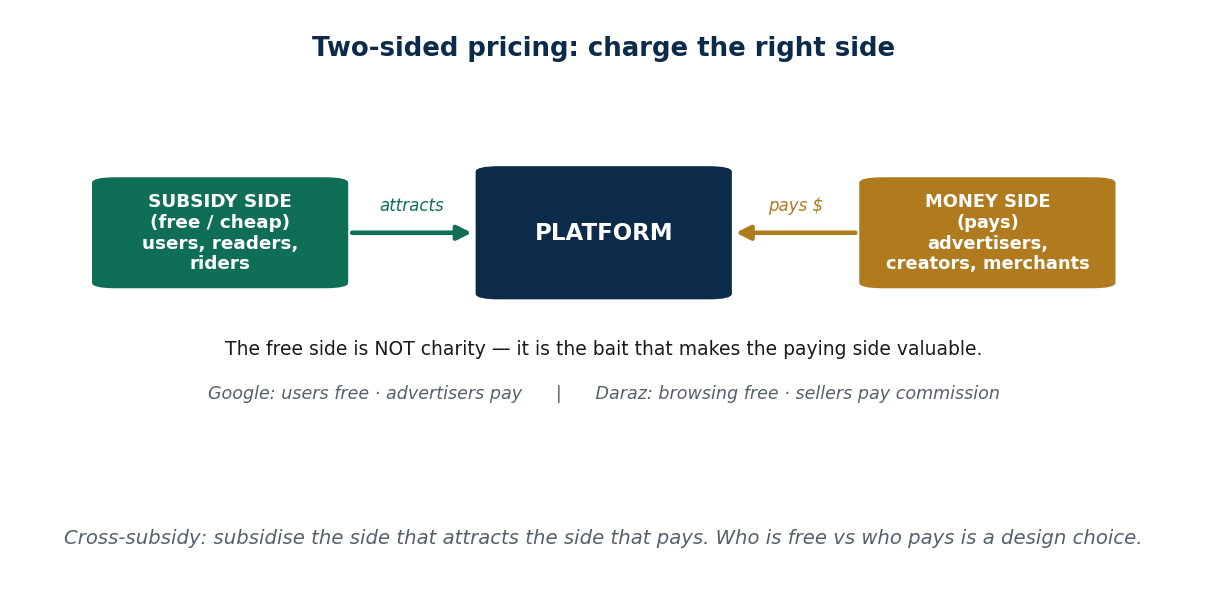 Two-sided pricing: charge the right side
SUBSIDY SIDE
(free / cheap)
users, readers,
riders
attracts
PLATFORM
pays $
MONEY SIDE
(pays)
advertisers,
creators, merchants
The free side is NOT charity — it is the bait that makes the paying side valuable.
Google: users free · advertisers pay | Daraz: browsing free · sellers pay commission
Cross-subsidy: subsidise the side that attracts the side that pays. Who is free vs who pays is a design choice.